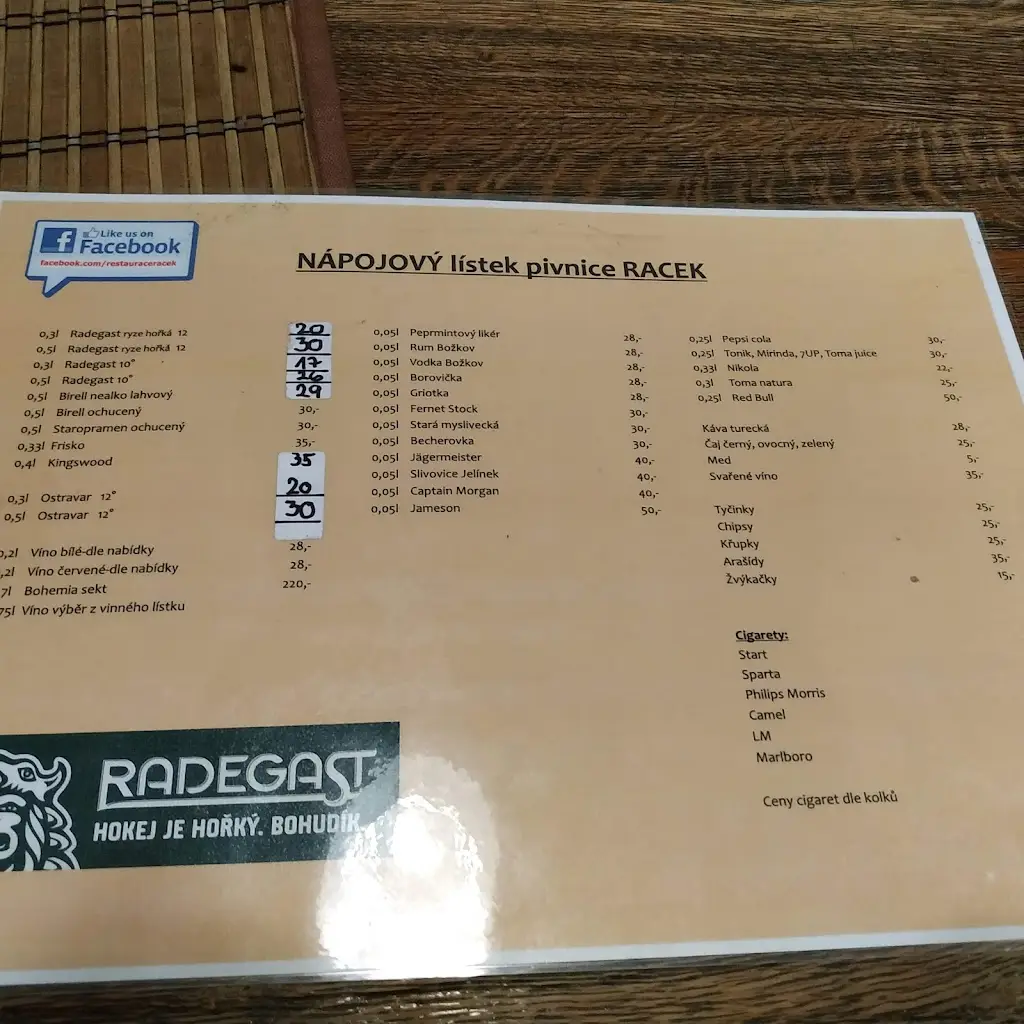 Like us on
Facebook
facebook.com/restauraceracek
NÁPOJOVÝ lístek pivnice RACEK
0,3l Radegast ryze hořká 12 20
0,5l Radegast ryze hořká 12 30
0,3l Radegast 10° 17
0,5l Radegast 10° 26
0,5l Birell nealko lahvový 29
0,5l Birell ochucený 30,-
0,5l Staropramen ochucený 30,-
0,33l Frisko 35,-
0,4l Kingswood 35
0,3l Ostravar 12° 20
0,5l Ostravar 12° 30
0,2l Víno bílé-dle nabídky 28,-
,2l Víno červené-dle nabídky 28,-
7l Bohemia sekt 220,-
75l Víno výběr z vinného lístku
0,05l Peprmintový likér 28,-
0,05l Rum Božkov 28,-
0,05l Vodka Božkov 28,-
0,05l Borovička 28,-
0,05l Griotka 28,-
0,05l Fernet Stock 30,-
0,05l Stará myslivecká 30,-
0,05l Becherovka 30,-
0,05l Jägermeister 40,-
0,05l Slivovice Jelínek 40,-
0,05l Captain Morgan 40,-
0,05l Jameson 50,-
0,25l Pepsi cola 30,-
0,25l Tonik, Mirinda, 7UP, Toma juice 30,-
0,33l Nikola 22,-
0,3l Toma natura 25,-
0,25l Red Bull 50,-
Káva turecká 28,-
Čaj černý, ovocný, zelený 25,-
Med 5,-
Svařené víno 35,-
Tyčinky 25,-
Chipsy 25,-
Křupky 25,-
Arašídy 35,-
Žvýkačky 15,-
Cigarety:
Start
Sparta
Philips Morris
Camel
LM
Marlboro
Ceny cigaret dle kolků
RADEGAST
HOKEJ JE HOŘKÝ. BOHUDÍK.